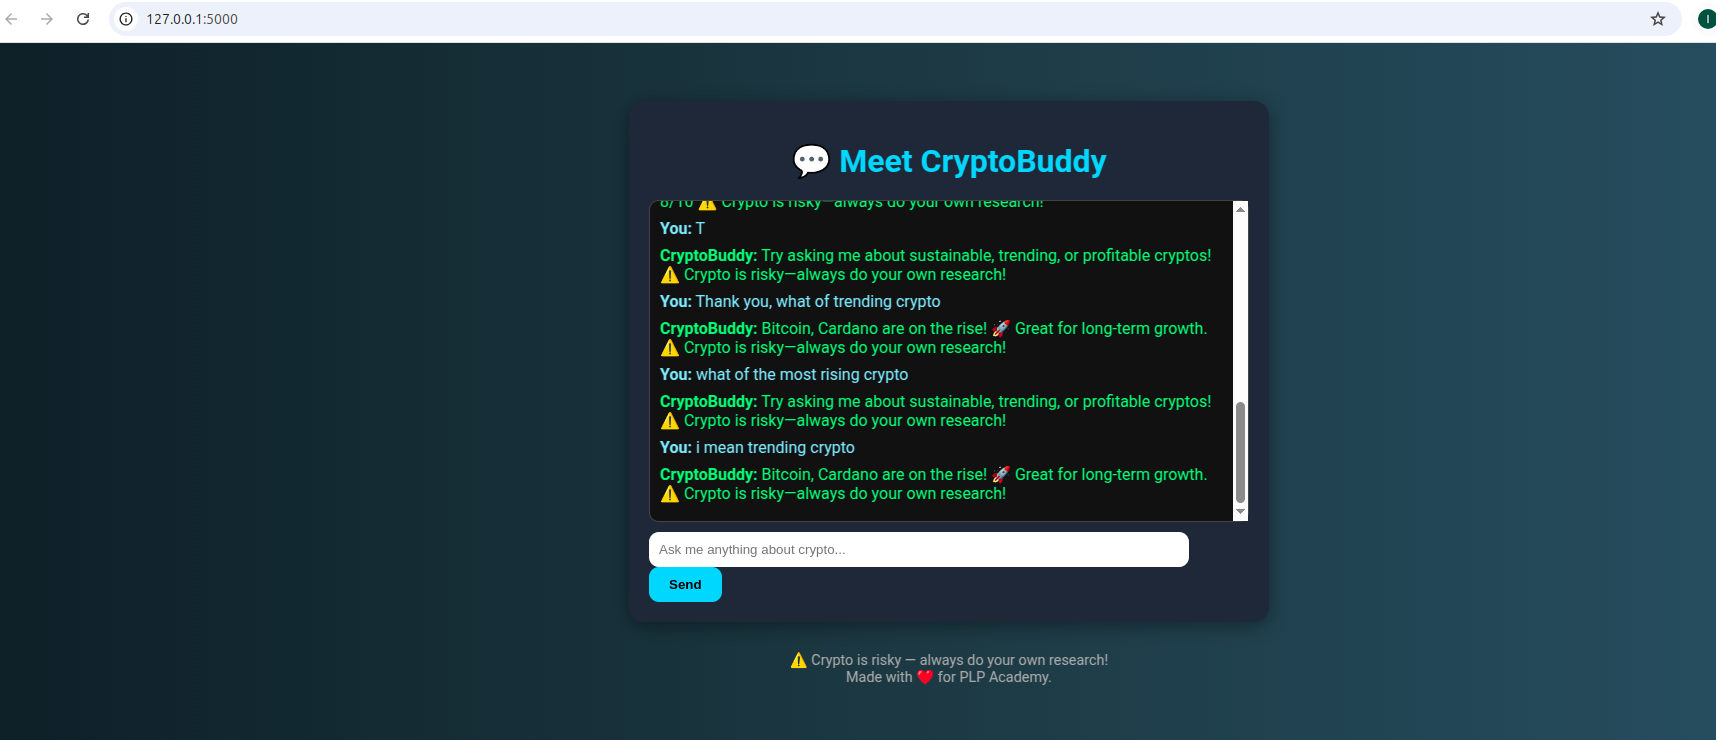 127.0.0.1:5000
I
💬 Meet CryptoBuddy
8/10 ⚠️ Crypto is risky—always do your own research!
You: T
CryptoBuddy: Try asking me about sustainable, trending, or profitable cryptos!
⚠️ Crypto is risky—always do your own research!
You: Thank you, what of trending crypto
CryptoBuddy: Bitcoin, Cardano are on the rise! 🚀 Great for long-term growth.
⚠️ Crypto is risky—always do your own research!
You: what of the most rising crypto
CryptoBuddy: Try asking me about sustainable, trending, or profitable cryptos!
⚠️ Crypto is risky—always do your own research!
You: i mean trending crypto
CryptoBuddy: Bitcoin, Cardano are on the rise! 🚀 Great for long-term growth.
⚠️ Crypto is risky—always do your own research!
Ask me anything about crypto...
Send
⚠️ Crypto is risky — always do your own research!
Made with ❤️ for PLP Academy.